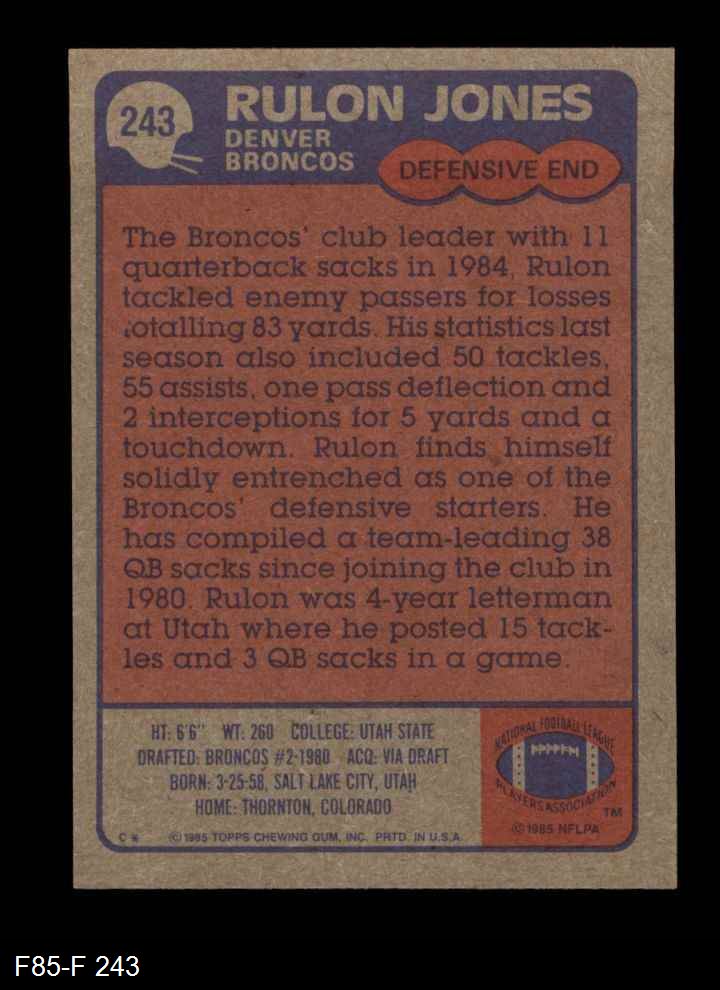 243
RULON JONES
DENVER
BRONCOS
DEFENSIVE END
The Broncos' club leader with 11
quarterback sacks in 1984, Rulon
tackled enemy passers for losses
totalling 83 yards. His statistics last
season also included 50 tackles,
55 assists, one pass deflection and
2 interceptions for 5 yards and a
touchdown. Rulon finds himself
solidly entrenched as one of the
Broncos' defensive starters. He
has compiled a team-leading 38
QB sacks since joining the club in
1980. Rulon was 4-year letterman
at Utah where he posted 15 tack-
les and 3 QB sacks in a game.
HT: 6'6" WT: 260 COLLEGE: UTAH STATE
DRAFTED: BRONCOS #2-1980 ACQ: VIA DRAFT
BORN: 3-25-58, SALT LAKE CITY, UTAH
HOME: THORNTON, COLORADO
C * © 1985 TOPPS CHEWING GUM, INC. PRTD. IN U.S.A.
NATIONAL FOOTBALL LEAGUE
PLAYERS ASSOCIATION
TM
© 1985 NFLPA
F85-F 243